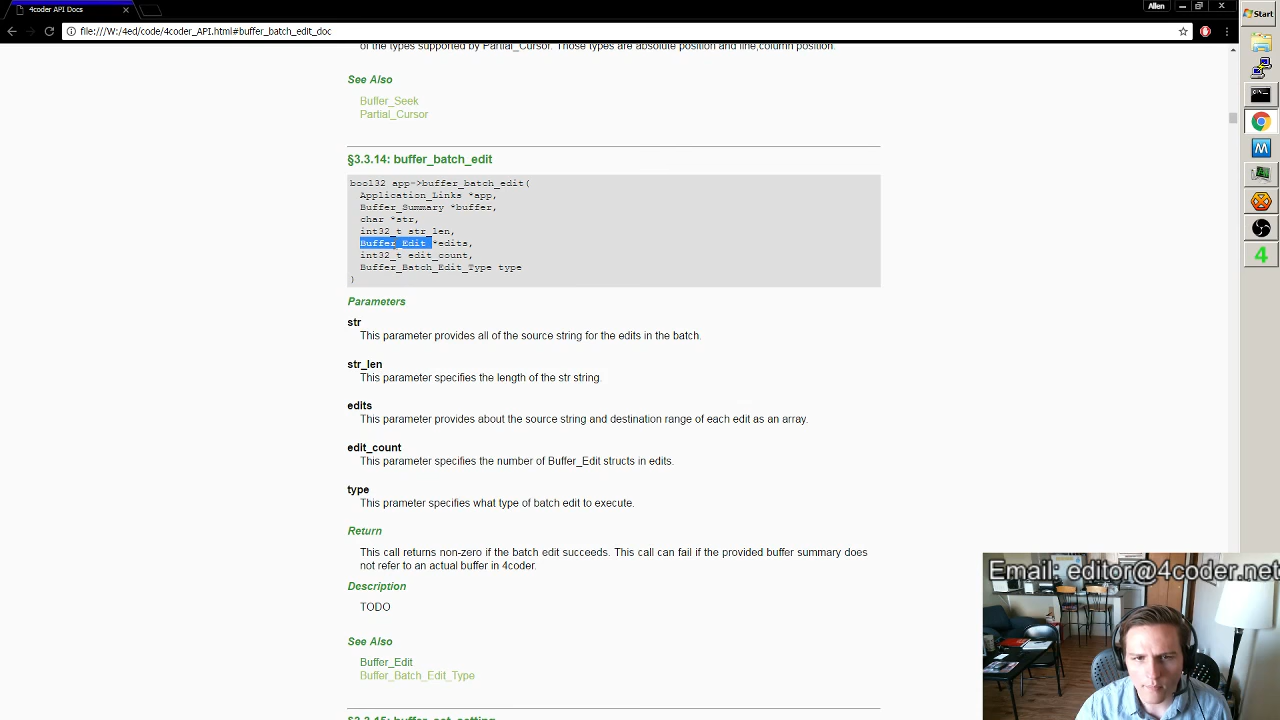 4coder API Docs
Allen
Start
file:///W:/4ed/code/4coder_API.html#buffer_batch_edit_doc
of the types supported by Partial_Cursor. Those types are absolute position and line,column position.
See Also
Buffer_Seek
Partial_Cursor
§3.3.14: buffer_batch_edit
bool32 app->buffer_batch_edit(
Application_Links *app,
Buffer_Summary *buffer,
char *str,
int32_t str_len,
Buffer_Edit *edits,
int32_t edit_count,
Buffer_Batch_Edit_Type type
)
Parameters
str
This parameter provides all of the source string for the edits in the batch.
str_len
This parameter specifies the length of the str string.
edits
This parameter provides about the source string and destination range of each edit as an array.
edit_count
This parameter specifies the number of Buffer_Edit structs in edits.
type
This prameter specifies what type of batch edit to execute.
Return
This call returns non-zero if the batch edit succeeds. This call can fail if the provided buffer summary does
not refer to an actual buffer in 4coder.
Description
TODO
See Also
Buffer_Edit
Buffer_Batch_Edit_Type
§3.3.15: buffer_set_setting
Email: editor@4coder.net